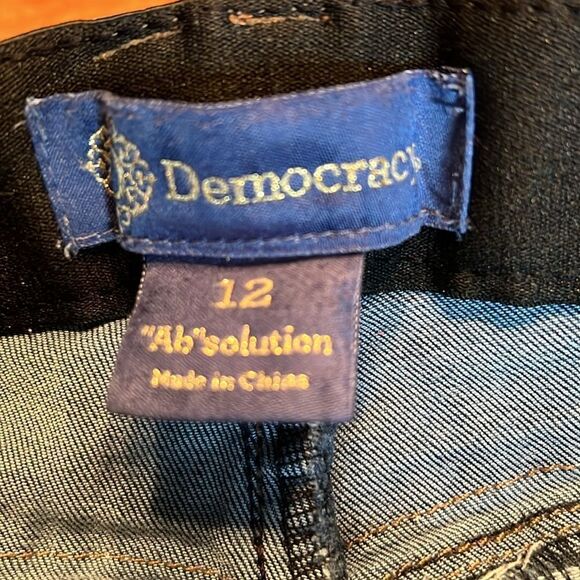 Democracy
12
"Ab"solution
Made in China